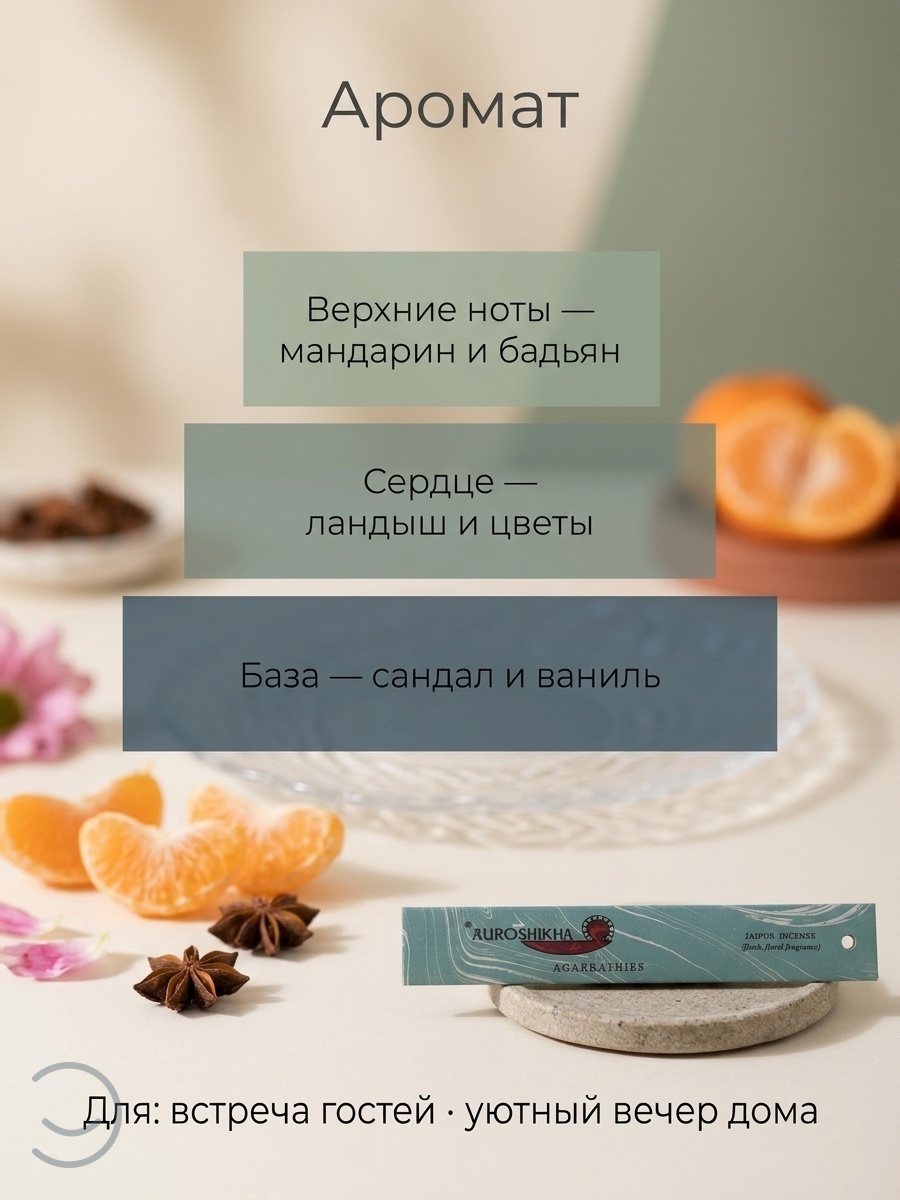 Аромат
Верхние ноты —
мандарин и бадьян
Сердце —
ландыш и цветы
База — сандал и ваниль
AUROSHIKHA
AGARBATHIES
INCENSE
Для: встреча гостей · уютный вечер дома